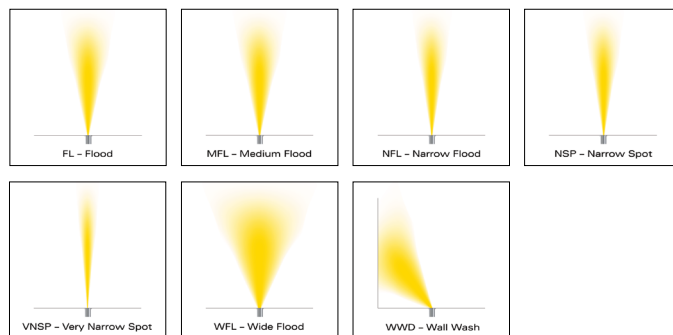 FL – Flood
MFL – Medium Flood
NFL – Narrow Flood
NSP – Narrow Spot
VNSP – Very Narrow Spot
WFL – Wide Flood
WWD – Wall Wash